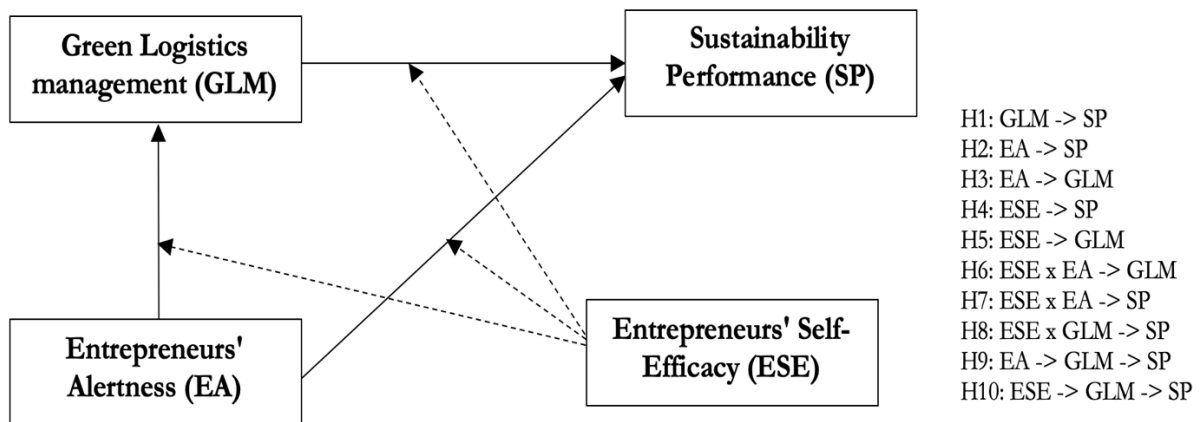 Green Logistics
management (GLM)
Sustainability
Performance (SP)
Entrepreneurs'
Alertness (EA)
Entrepreneurs' Self-
Efficacy (ESE)
H1: GLM -> SP
H2: EA -> SP
H3: EA -> GLM
H4: ESE -> SP
H5: ESE -> GLM
H6: ESE x EA -> GLM
H7: ESE x EA -> SP
H8: ESE x GLM -> SP
H9: EA -> GLM -> SP
H10: ESE -> GLM -> SP